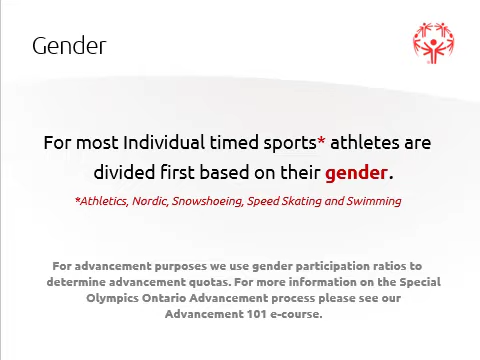 Gender
For most Individual timed sports* athletes are
divided first based on their gender.
*Athletics, Nordic, Snowshoeing, Speed Skating and Swimming
For advancement purposes we use gender participation ratios to
determine advancement quotas. For more information on the Special
Olympics Ontario Advancement process please see our
Advancement 101 e-course.